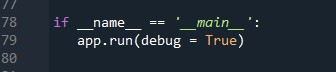 77
78 if __name__ == '__main__':
79     app.run(debug = True)
80